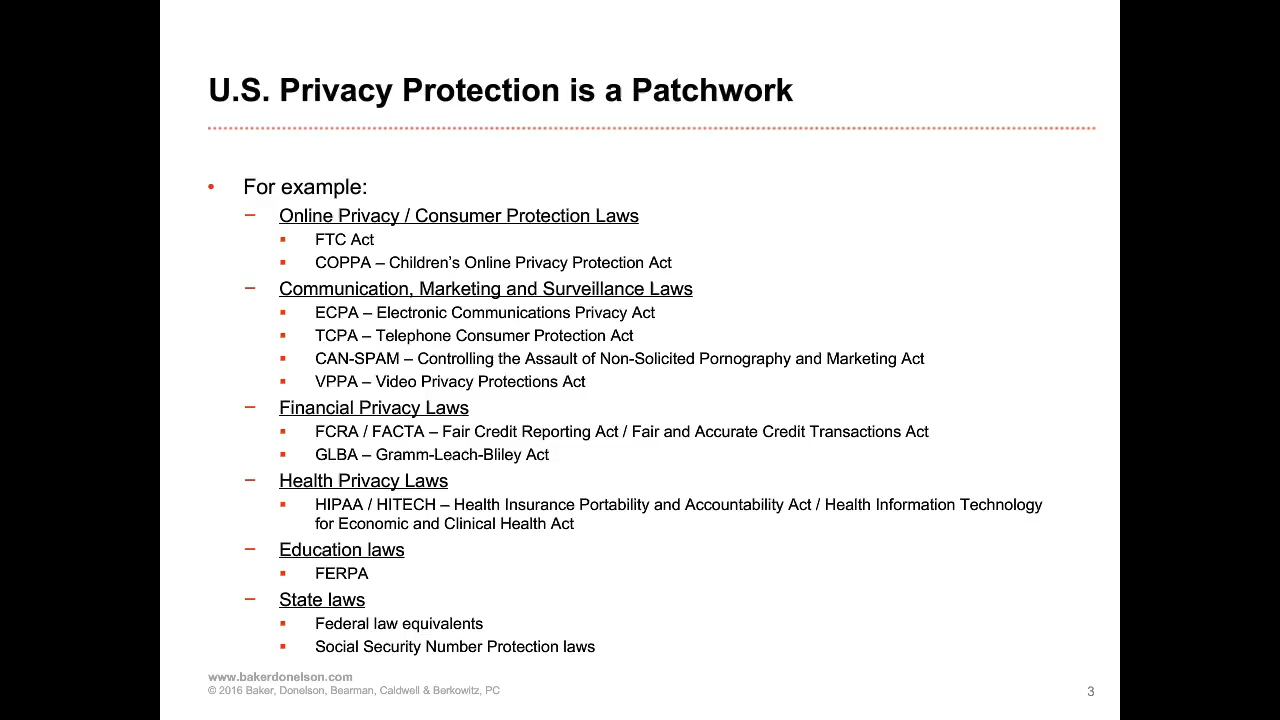 U.S. Privacy Protection is a Patchwork
• For example:
– Online Privacy / Consumer Protection Laws
▪ FTC Act
▪ COPPA – Children’s Online Privacy Protection Act
– Communication, Marketing and Surveillance Laws
▪ ECPA – Electronic Communications Privacy Act
▪ TCPA – Telephone Consumer Protection Act
▪ CAN-SPAM – Controlling the Assault of Non-Solicited Pornography and Marketing Act
▪ VPPA – Video Privacy Protections Act
– Financial Privacy Laws
▪ FCRA / FACTA – Fair Credit Reporting Act / Fair and Accurate Credit Transactions Act
▪ GLBA – Gramm-Leach-Bliley Act
– Health Privacy Laws
▪ HIPAA / HITECH – Health Insurance Portability and Accountability Act / Health Information Technology
for Economic and Clinical Health Act
– Education laws
▪ FERPA
– State laws
▪ Federal law equivalents
▪ Social Security Number Protection laws
www.bakerdonelson.com
© 2016 Baker, Donelson, Bearman, Caldwell & Berkowitz, PC
3